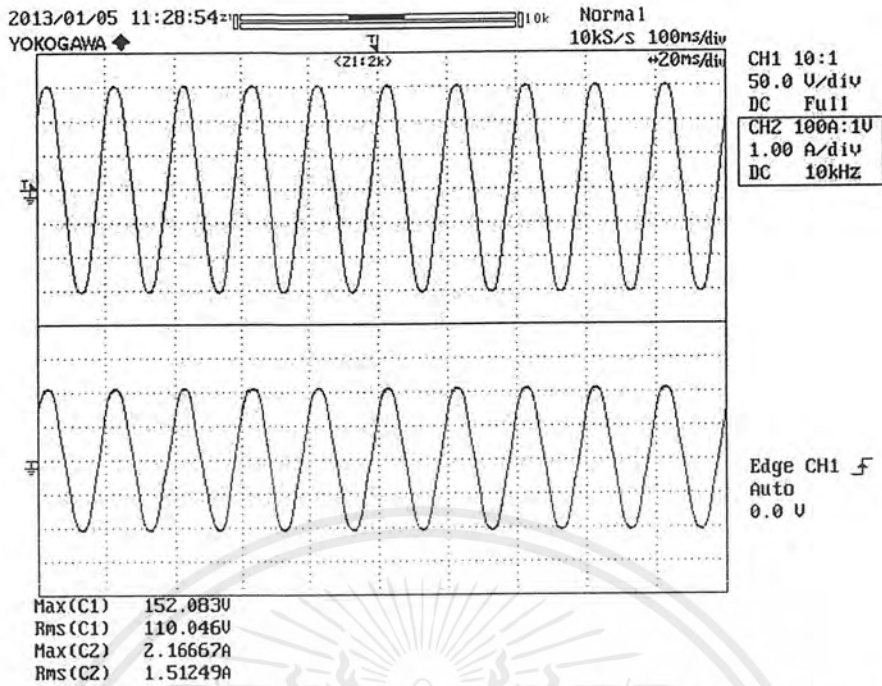 2013/01/05 11:28:54 10k Normal
YOKOGAWA 10kS/s 100ms/div
<Z1:2k> ↔20ms/div
CH1 10:1
50.0 V/div
DC Full
CH2 100A:1V
1.00 A/div
DC 10kHz
Edge CH1
Auto
0.0 V
Max(C1) 152.083V
Rms(C1) 110.046V
Max(C2) 2.16667A
Rms(C2) 1.51249A